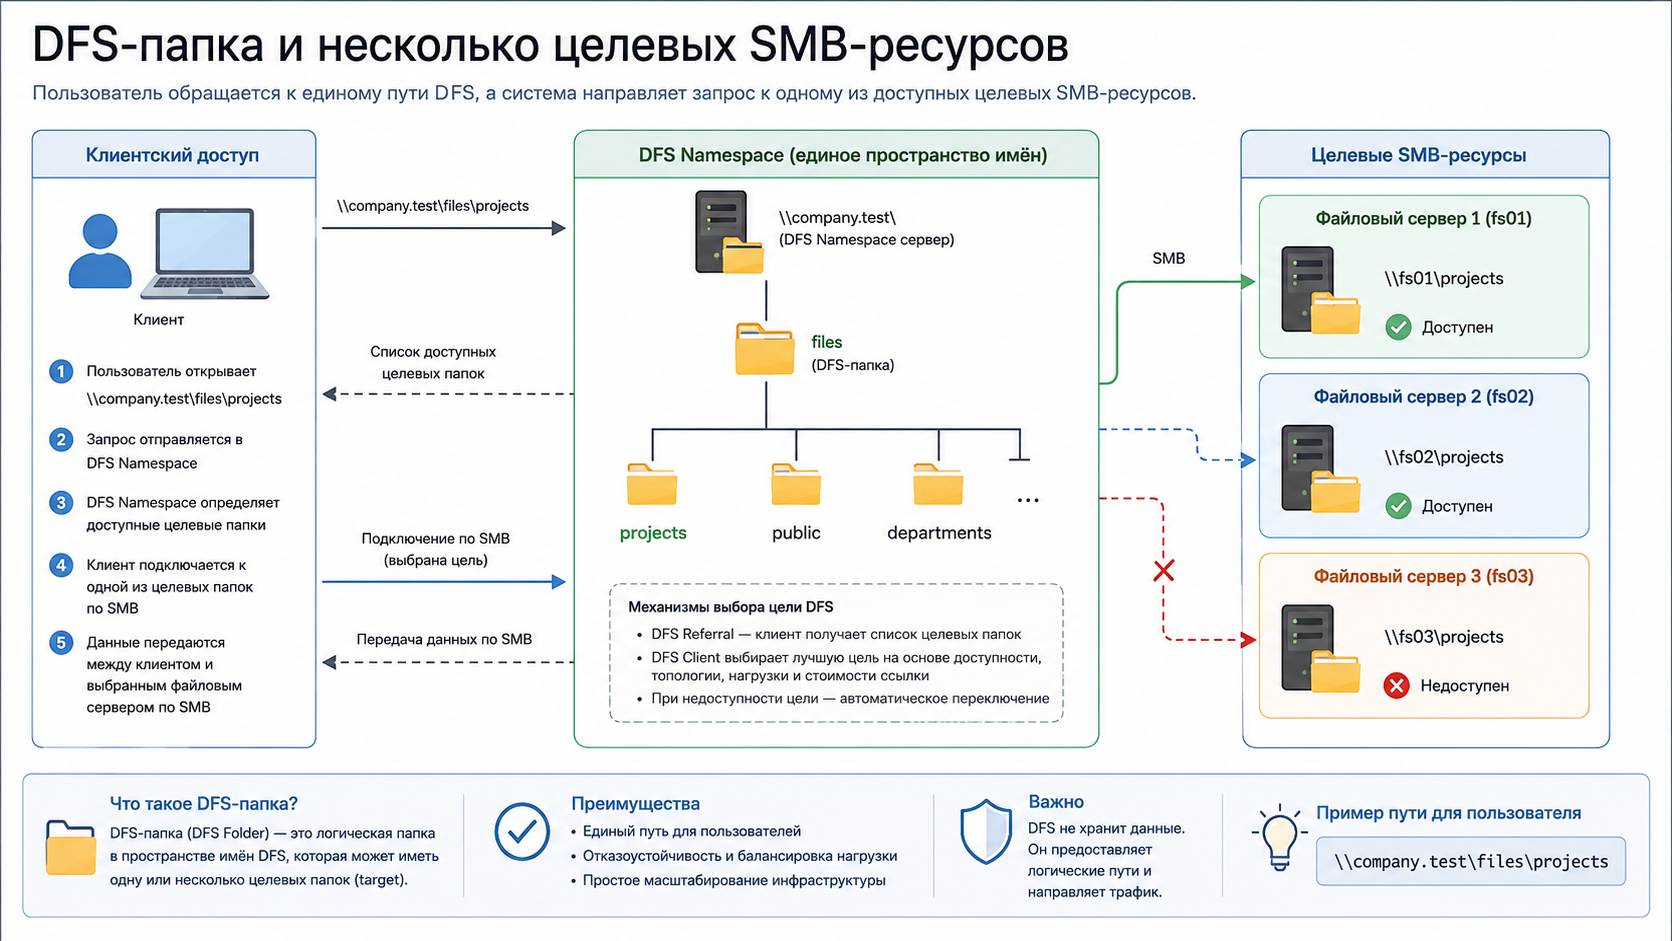 DFS-папка и несколько целевых SMB-ресурсов
Пользователь обращается к единому пути DFS, а система направляет запрос к одному из доступных целевых SMB-ресурсов.
Клиентский доступ
Клиент
1 Пользователь открывает
\\company.test\files\projects
2 Запрос отправляется в
DFS Namespace
3 DFS Namespace определяет
доступные целевые папки
4 Клиент подключается к
одной из целевых папок
по SMB
5 Данные передаются
между клиентом и
выбранным файловым
сервером по SMB
\\company.test\files\projects
Список доступных
целевых папок
Подключение по SMB
(выбрана цель)
Передача данных по SMB
DFS Namespace (единое пространство имён)
\\company.test\
(DFS Namespace сервер)
files
(DFS-папка)
projects
public
departments
...
Механизмы выбора цели DFS
• DFS Referral — клиент получает список целевых папок
• DFS Client выбирает лучшую цель на основе доступности,
топологии, нагрузки и стоимости ссылки
• При недоступности цели — автоматическое переключение
SMB
Целевые SMB-ресурсы
Файловый сервер 1 (fs01)
\\fs01\projects
Доступен
Файловый сервер 2 (fs02)
\\fs02\projects
Доступен
Файловый сервер 3 (fs03)
\\fs03\projects
Недоступен
Что такое DFS-папка?
DFS-папка (DFS Folder) — это логическая папка
в пространстве имён DFS, которая может иметь
одну или несколько целевых папок (target).
Преимущества
• Единый путь для пользователей
• Отказоустойчивость и балансировка нагрузки
• Простое масштабирование инфраструктуры
Важно
DFS не хранит данные.
Он предоставляет
логические пути и
направляет трафик.
Пример пути для пользователя
\\company.test\files\projects